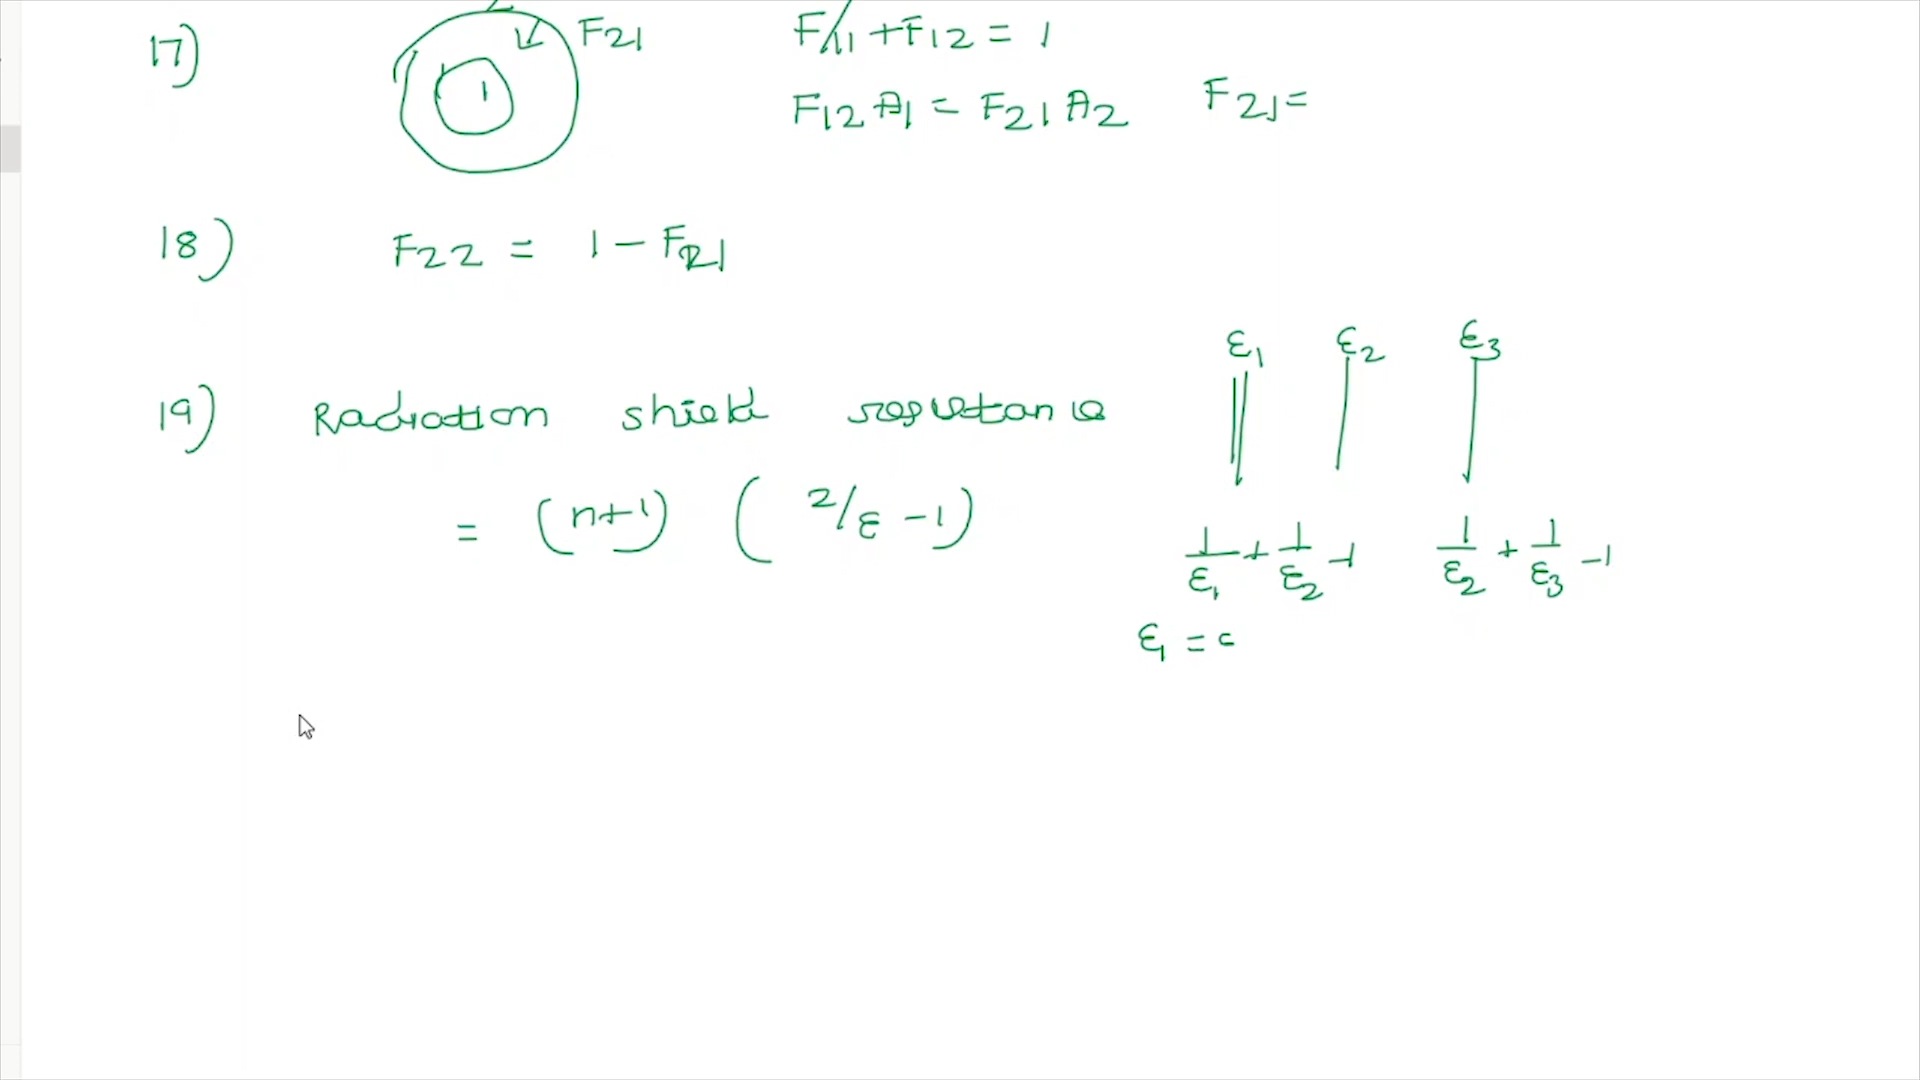 17) 2 F21 F11 + F12 = 1
1 F12 A1 = F21 A2 F21 =
18) F22 = 1 - F21
ε1 ε2 ε3
19) Radiation shield resistance
= (n+1) (2/ε - 1)
1/ε1 + 1/ε2 - 1 1/ε2 + 1/ε3 - 1
ε1 =